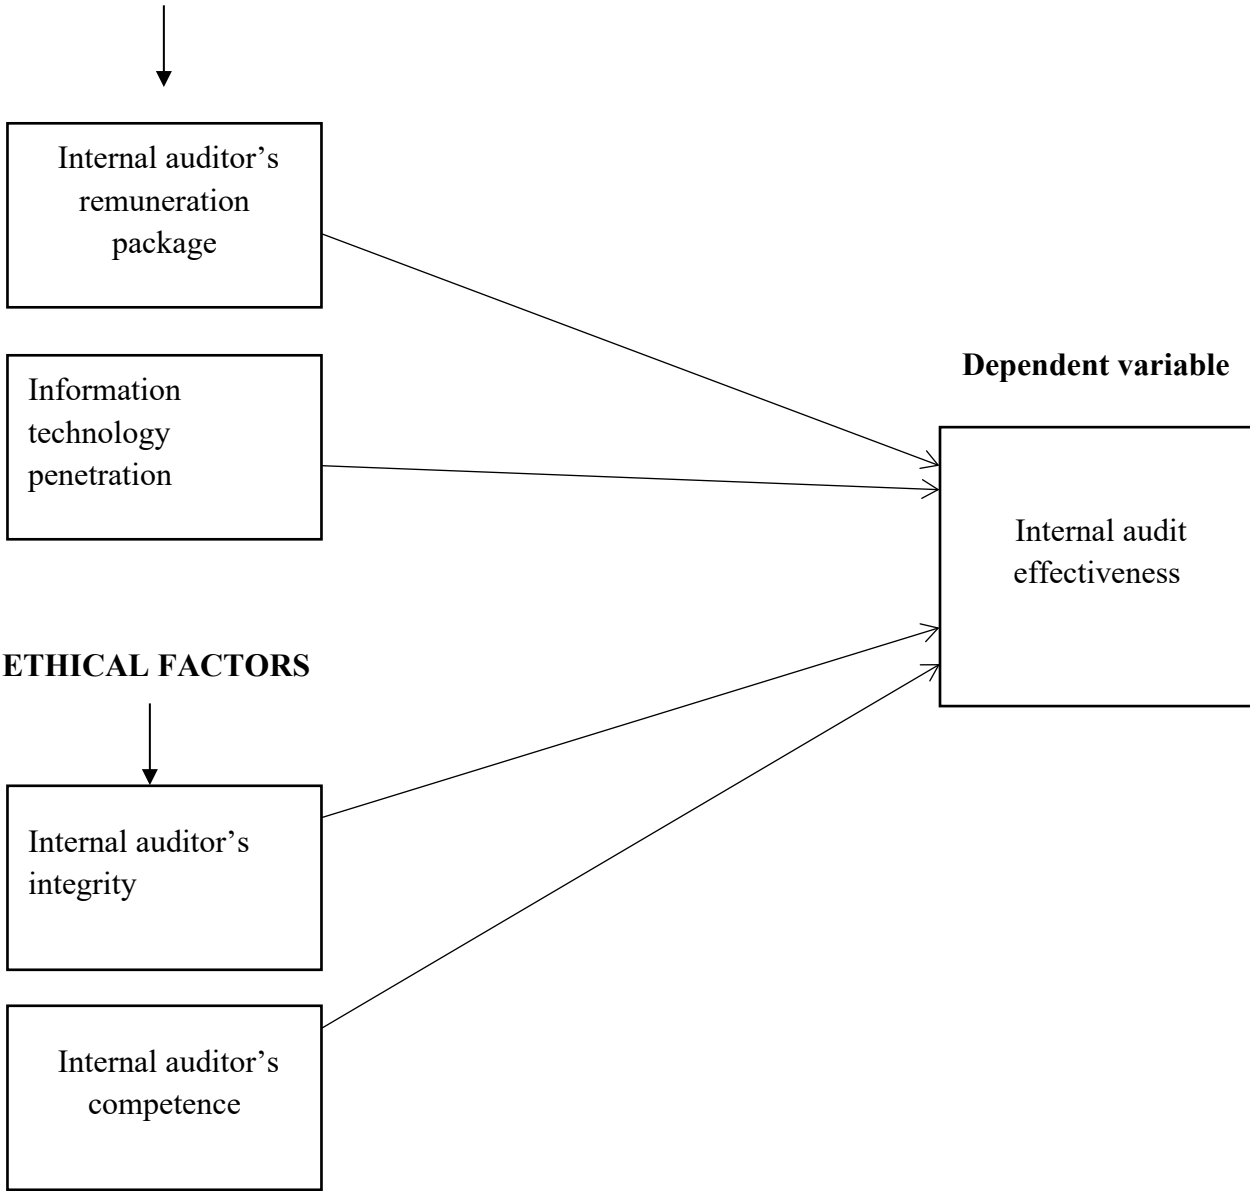 Internal auditor’s
remuneration
package
Information
technology
penetration
Dependent variable
Internal audit
effectiveness
ETHICAL FACTORS
Internal auditor’s
integrity
Internal auditor’s
competence